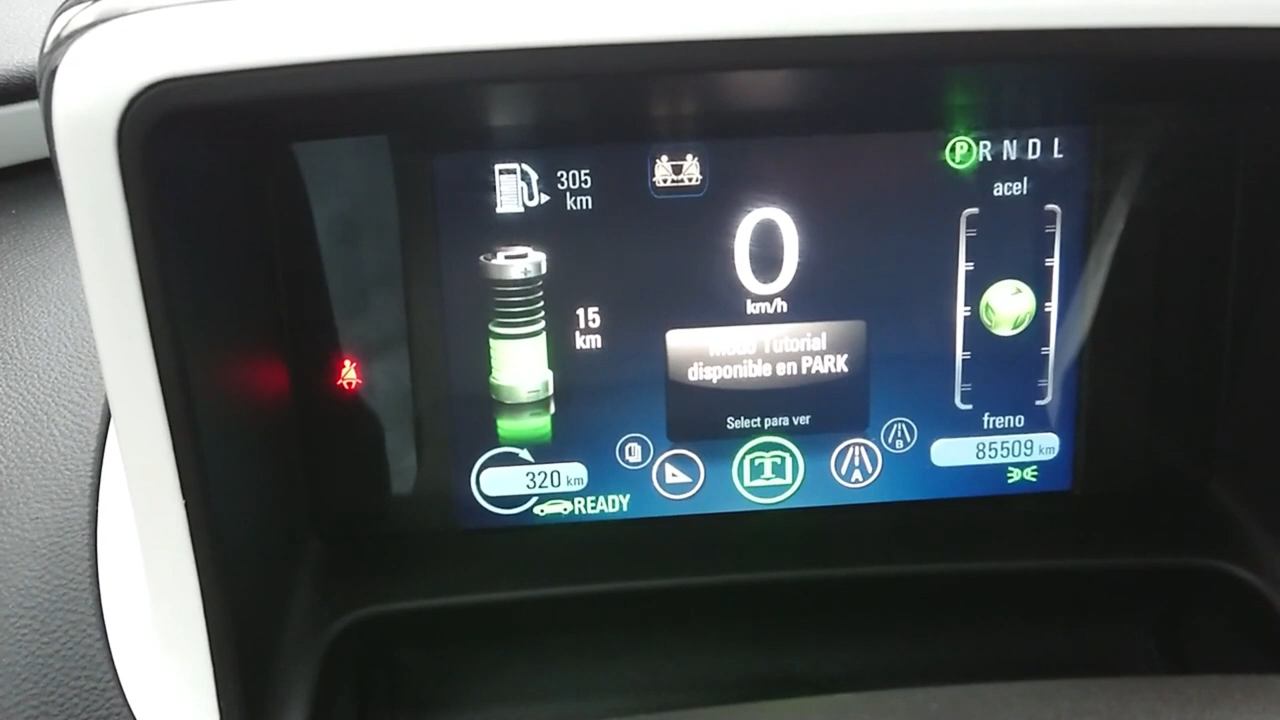 P R N D L
305
km
acel
0
km/h
15
km
Modo Tutorial
disponible en PARK
Select para ver
freno
85509 km
320 km
READY
A
B